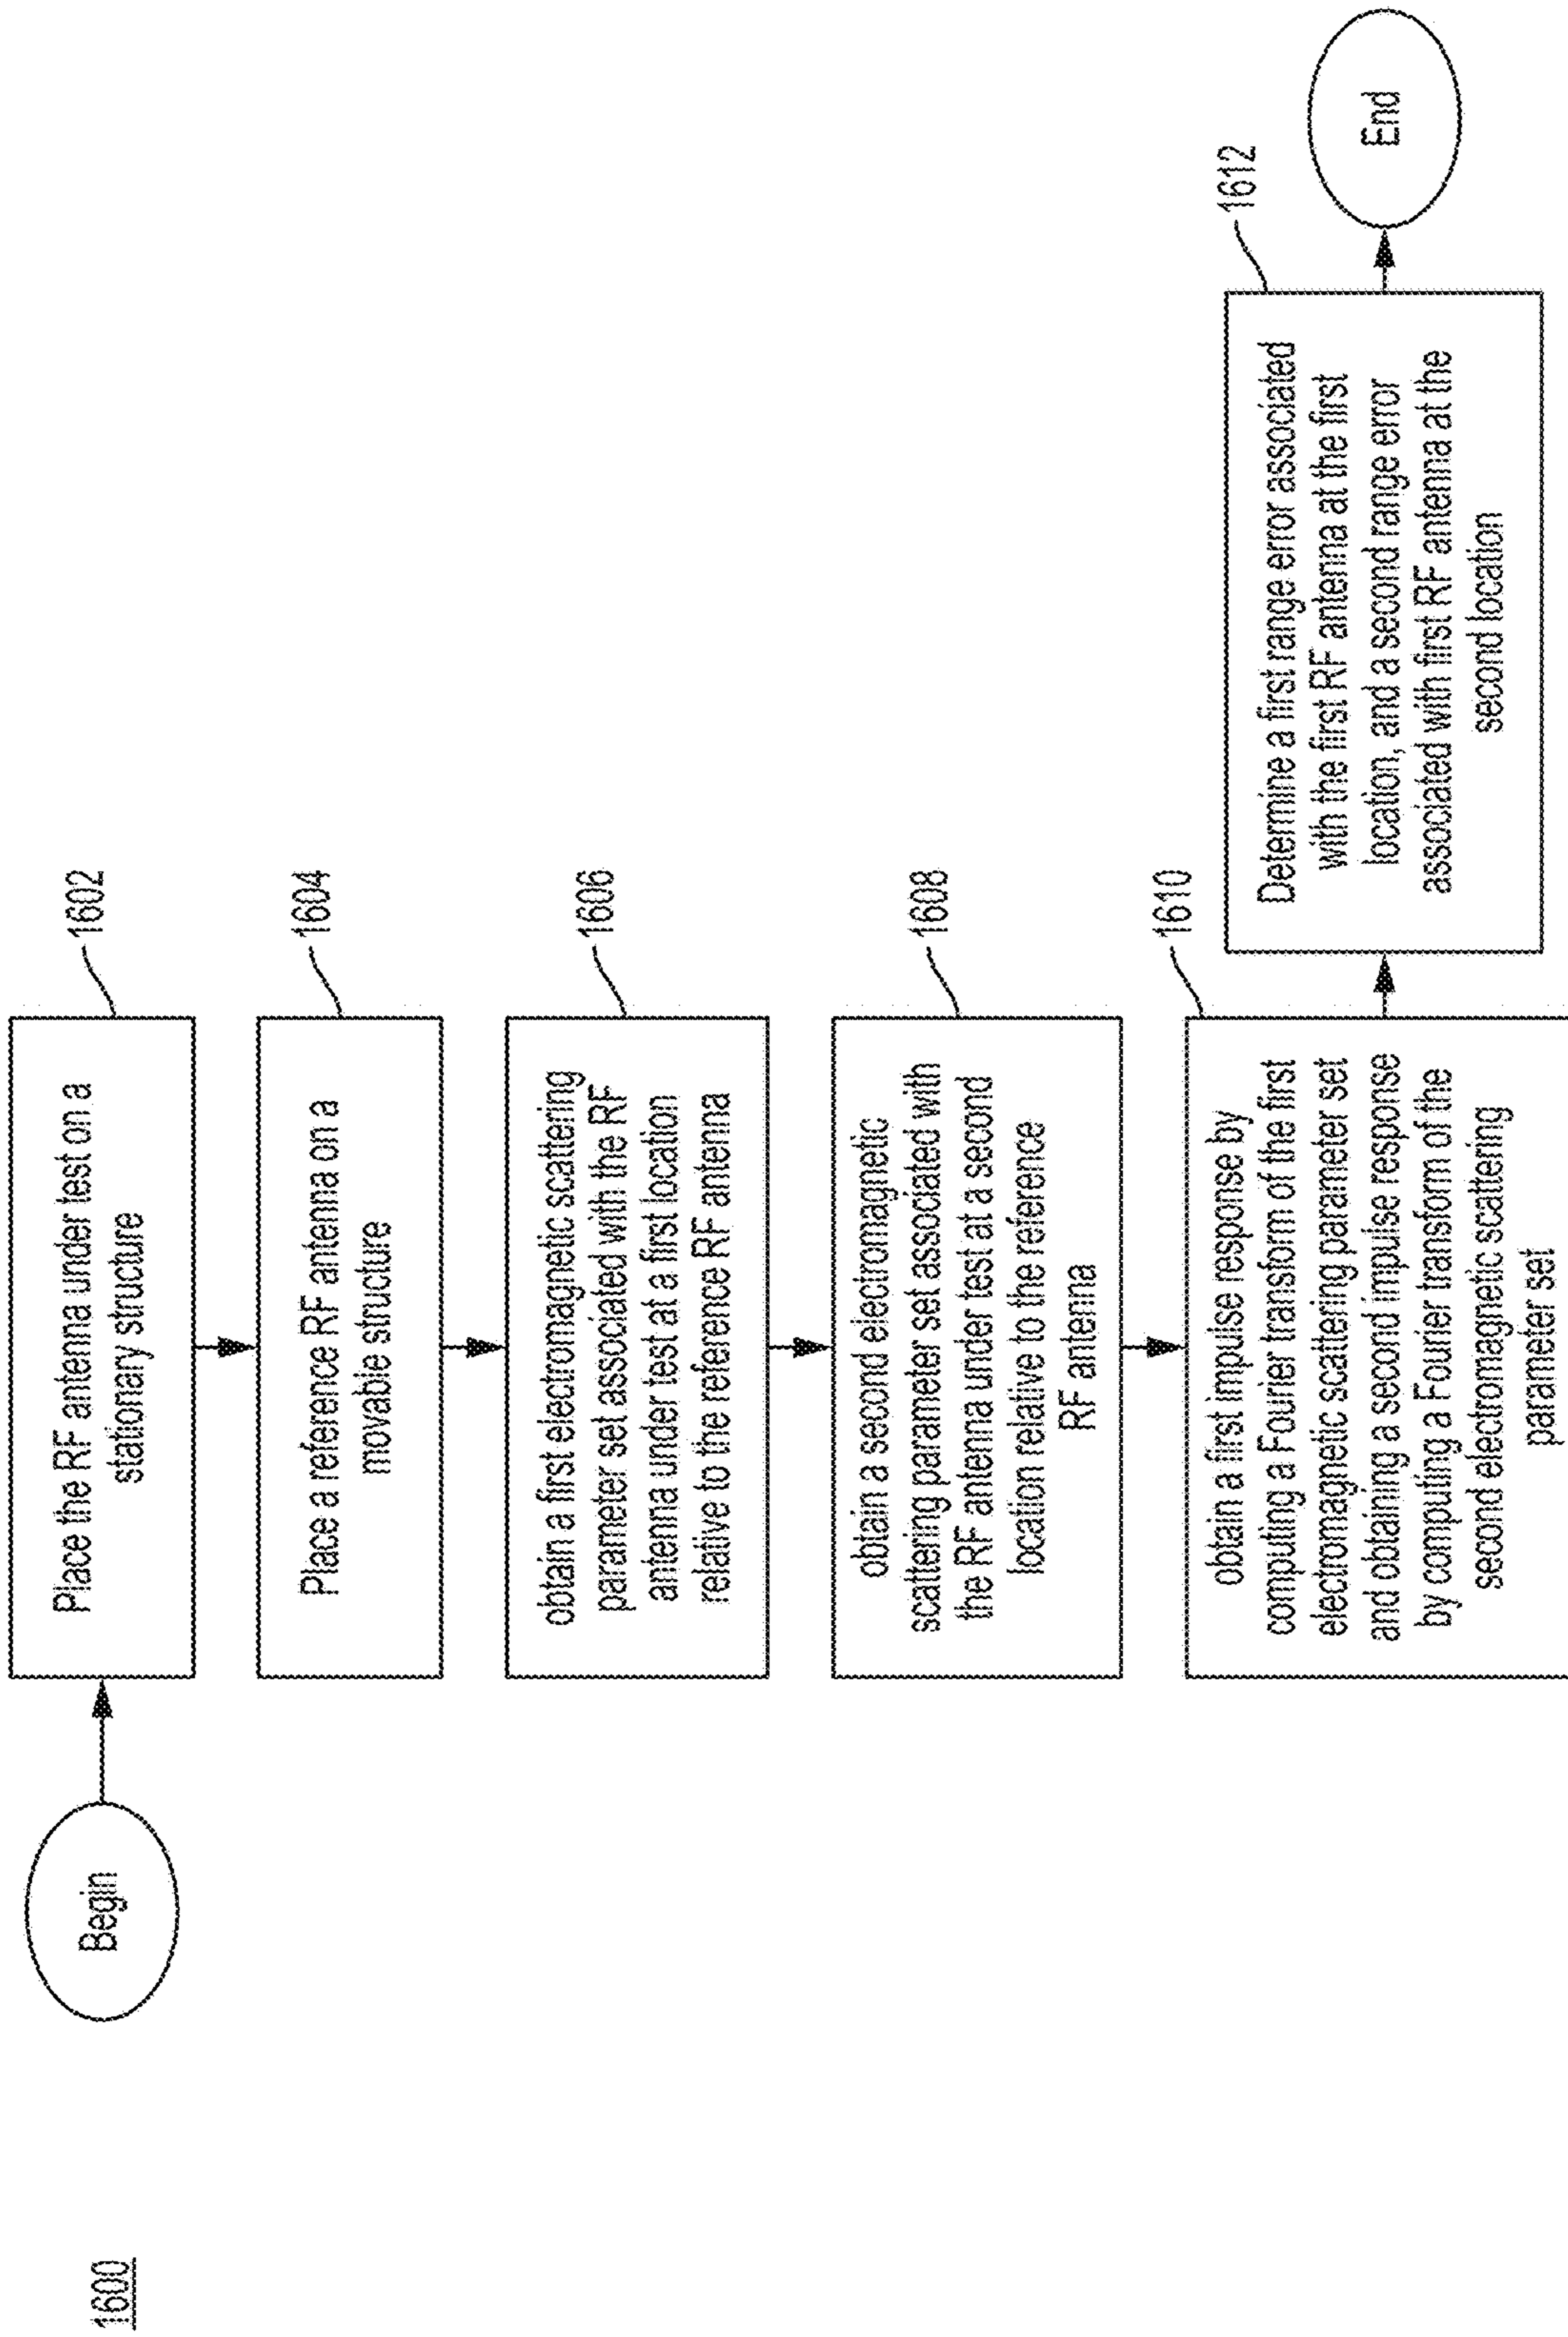 1600
Begin
Place the RF antenna under test on a
stationary structure
1602
Place a reference RF antenna on a
movable structure
1604
obtain a first electromagnetic scattering
parameter set associated with the RF
antenna under test at a first location
relative to the reference RF antenna
1606
obtain a second electromagnetic
scattering parameter set associated with
the RF antenna under test at a second
location relative to the reference
RF antenna
1608
obtain a first impulse response by
computing a Fourier transform of the first
electromagnetic scattering parameter set
and obtaining a second impulse response
by computing a Fourier transform of the
second electromagnetic scattering
parameter set
1610
Determine a first range error associated
with the first RF antenna at the first
location, and a second range error
associated with first RF antenna at the
second location
1612
End